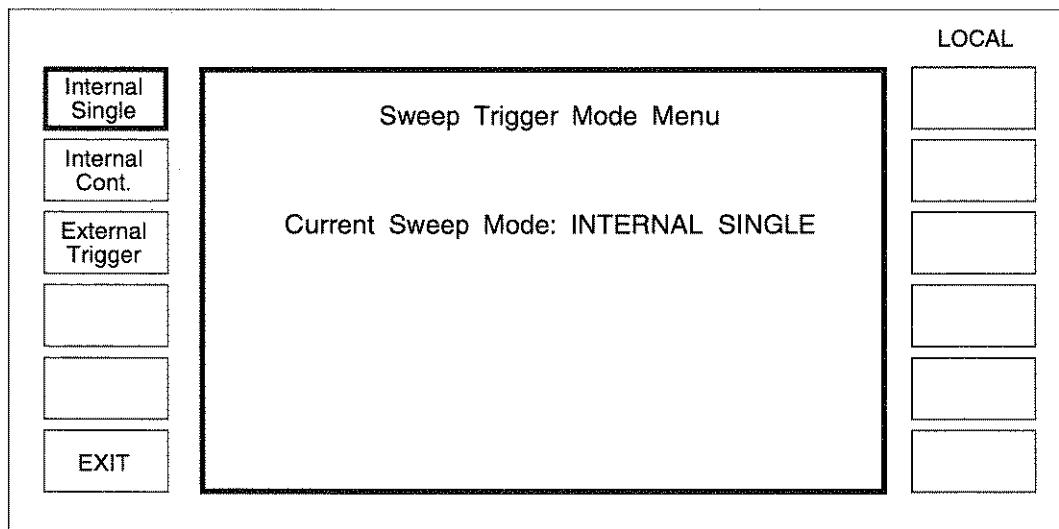 LOCAL
Internal
Single
Internal
Cont.
External
Trigger
EXIT
Sweep Trigger Mode Menu
Current Sweep Mode: INTERNAL SINGLE